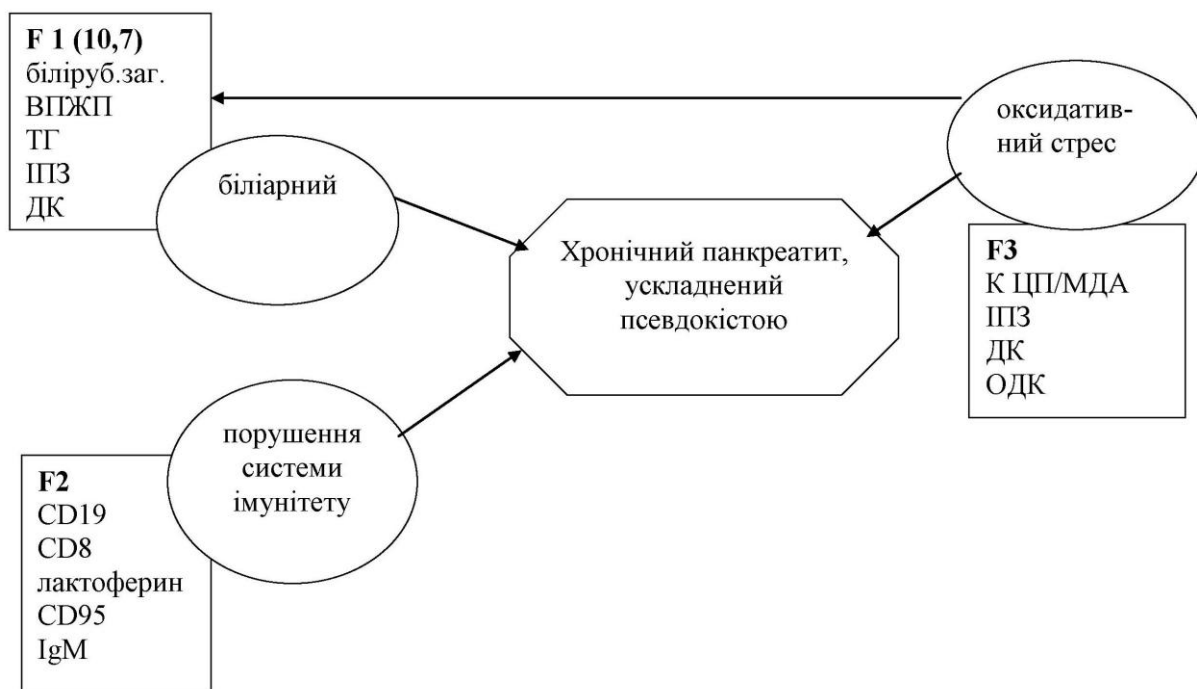 F 1 (10,7)
біліруб.заг.
ВПЖП
ТГ
ІПЗ
ДК
біліарний
оксидатив-
ний стрес
Хронічний панкреатит,
ускладнений
псевдокістою
F3
К ЦП/МДА
ІПЗ
ДК
ОДК
порушення
системи
імунітету
F2
CD19
CD8
лактоферин
CD95
IgM